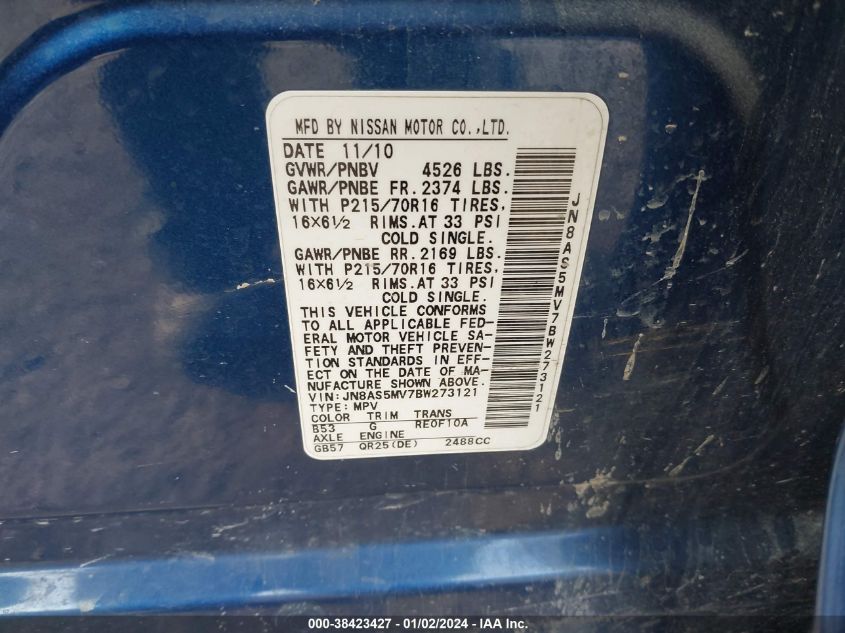 MFD BY NISSAN MOTOR CO.,LTD.
DATE 11/10
GVWR/PNBV 4526 LBS.
GAWR/PNBE FR. 2374 LBS.
WITH P215/70R16 TIRES,
16X6½ RIMS.AT 33 PSI
COLD SINGLE.
GAWR/PNBE RR. 2169 LBS.
WITH P215/70R16 TIRES,
16X6½ RIMS.AT 33 PSI
COLD SINGLE.
THIS VEHICLE CONFORMS
TO ALL APPLICABLE FED-
ERAL MOTOR VEHICLE SA-
FETY AND THEFT PREVEN-
TION STANDARDS IN EFF-
ECT ON THE DATE OF MA-
NUFACTURE SHOWN ABOVE.
VIN:JN8AS5MV7BW273121
TYPE:MPV
COLOR TRIM TRANS
B53 G RE0F10A
AXLE ENGINE
GB57 QR25(DE) 2488CC
JN8AS5MV7BW273121
000-38423427 - 01/02/2024 - IAA Inc.